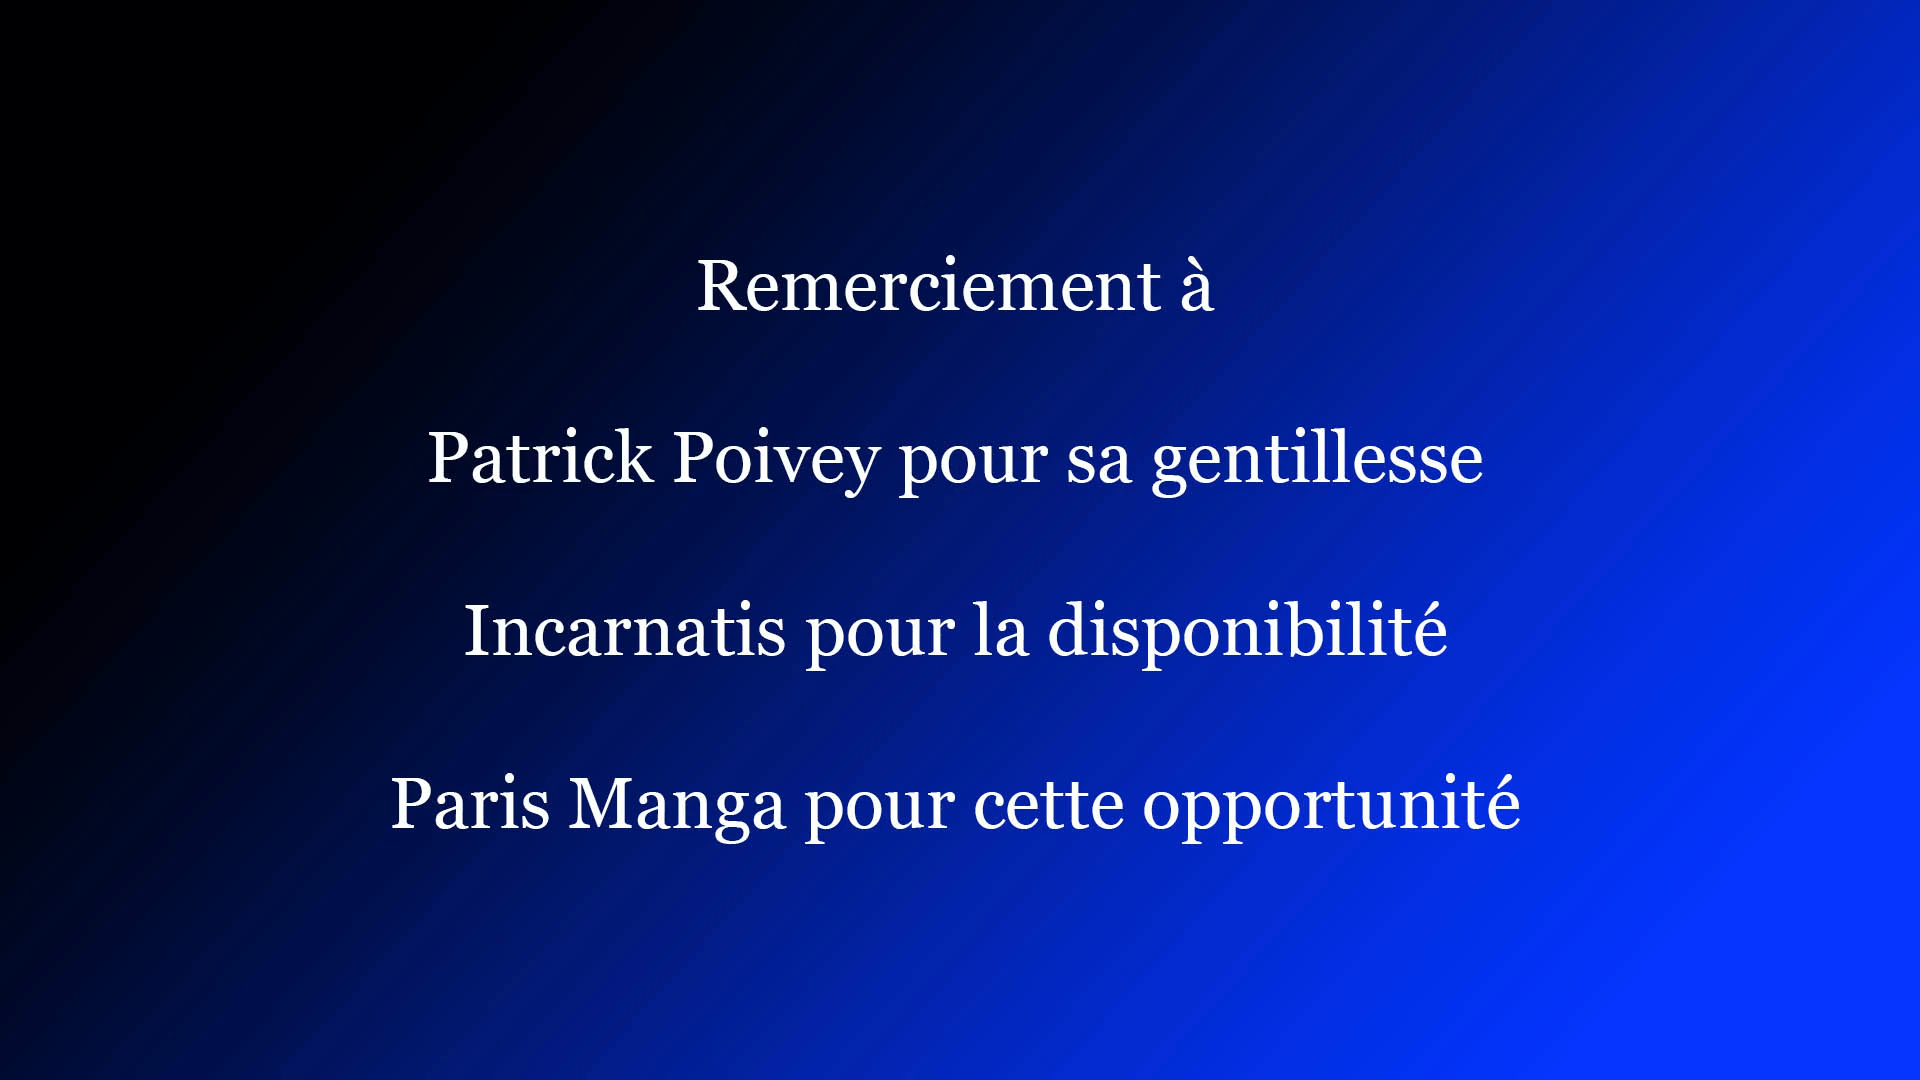 Remerciement à
Patrick Poivey pour sa gentillesse
Incarnatis pour la disponibilité
Paris Manga pour cette opportunité